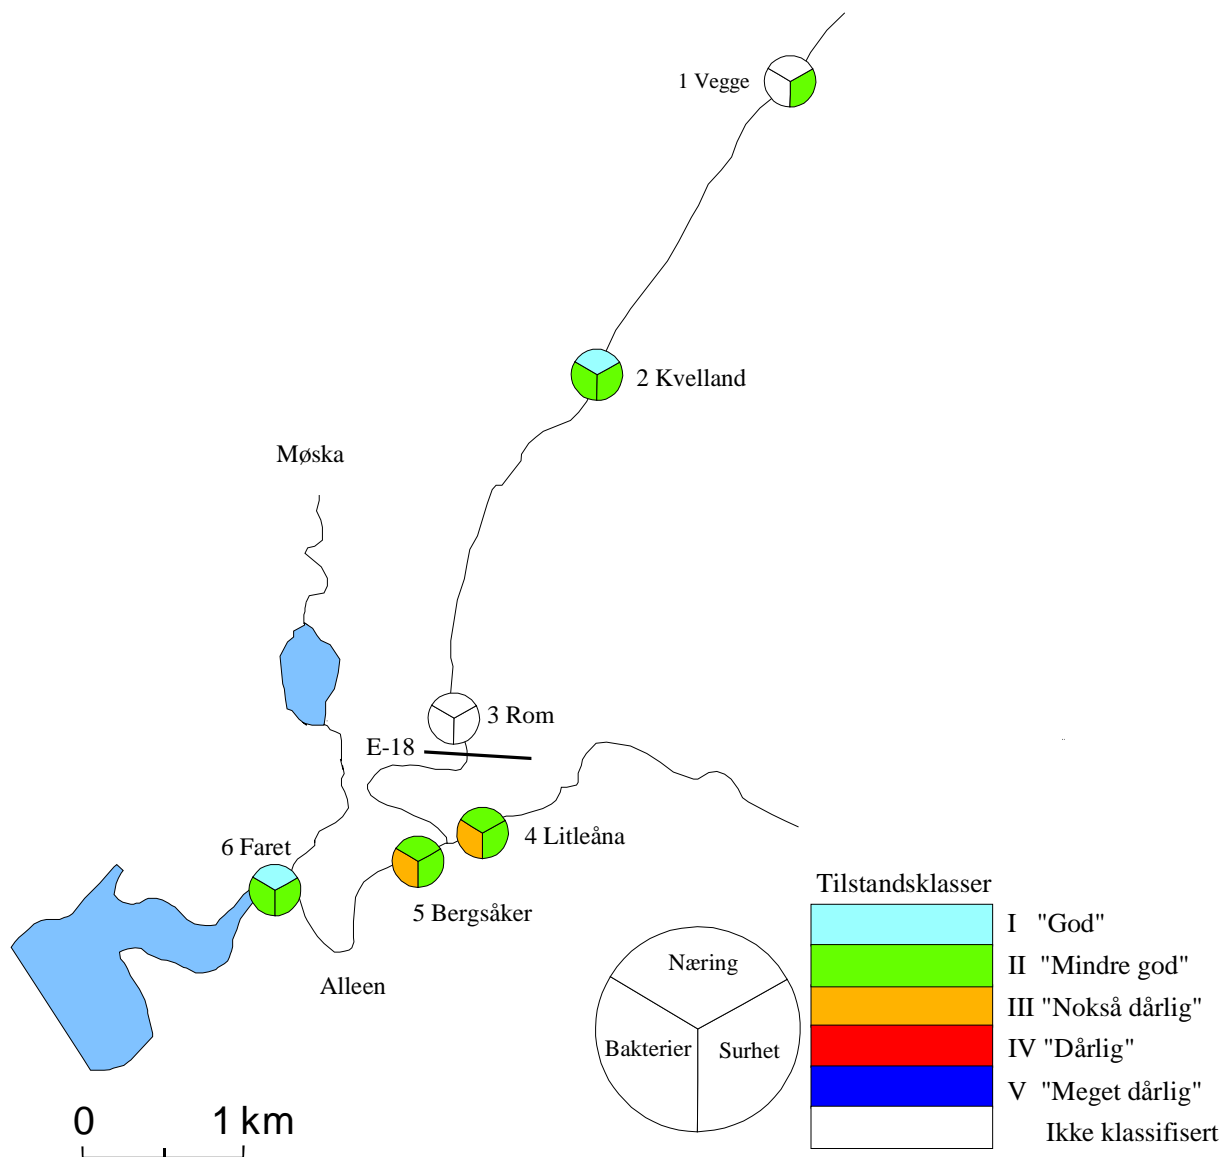 1 Vegge
2 Kvelland
Møska
3 Rom
E-18
4 Litleåna
6 Faret
5 Bergsåker
Alleen
Tilstandsklasser
I "God"
II "Mindre god"
III "Nokså dårlig"
IV "Dårlig"
V "Meget dårlig"
Ikke klassifisert
Næring
Bakterier
Surhet
0 1 km